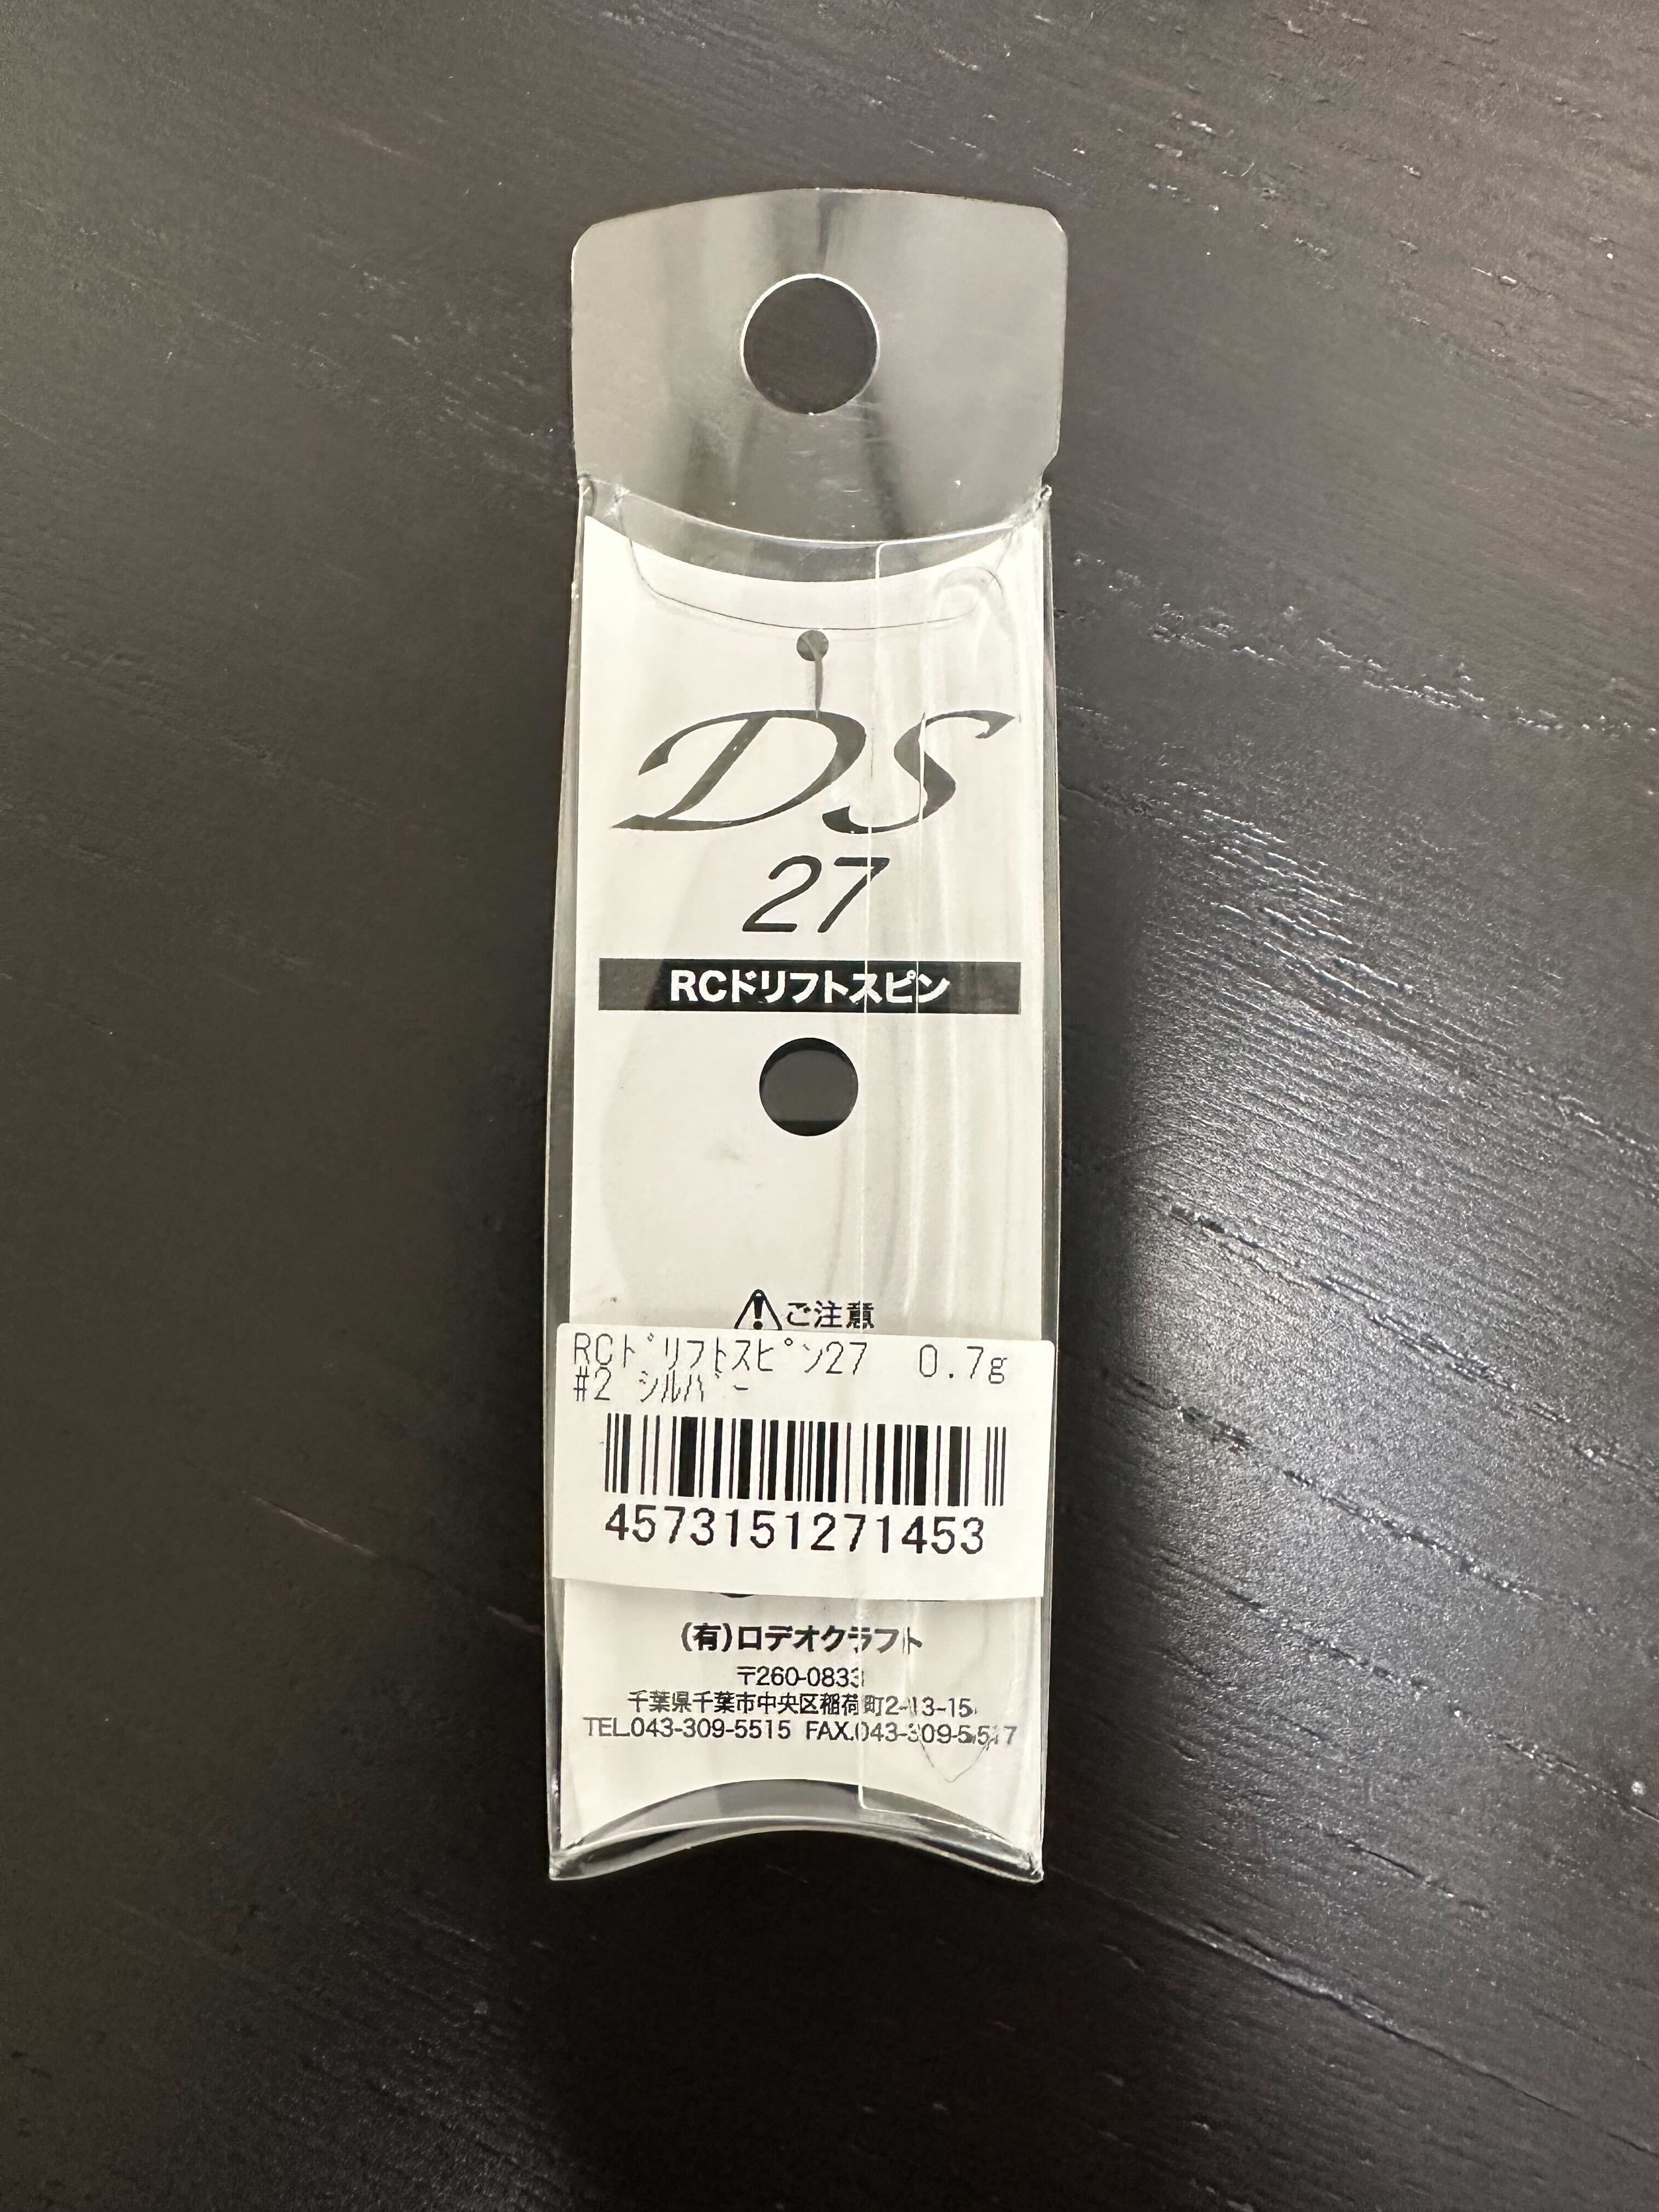 DS
27
RCドリフトスピン
ご注意
RCドリフトスピン27 0.7g
#2 シルバー
4573151271453
(有)ロデオクラフト
〒260-0833
千葉県千葉市中央区稲荷町2-13-15
TEL.043-309-5515 FAX.043-309-5517